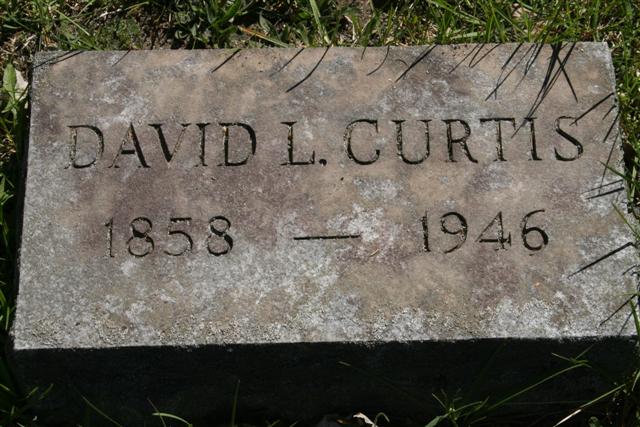 DAVID L. CURTIS
1858 — 1946